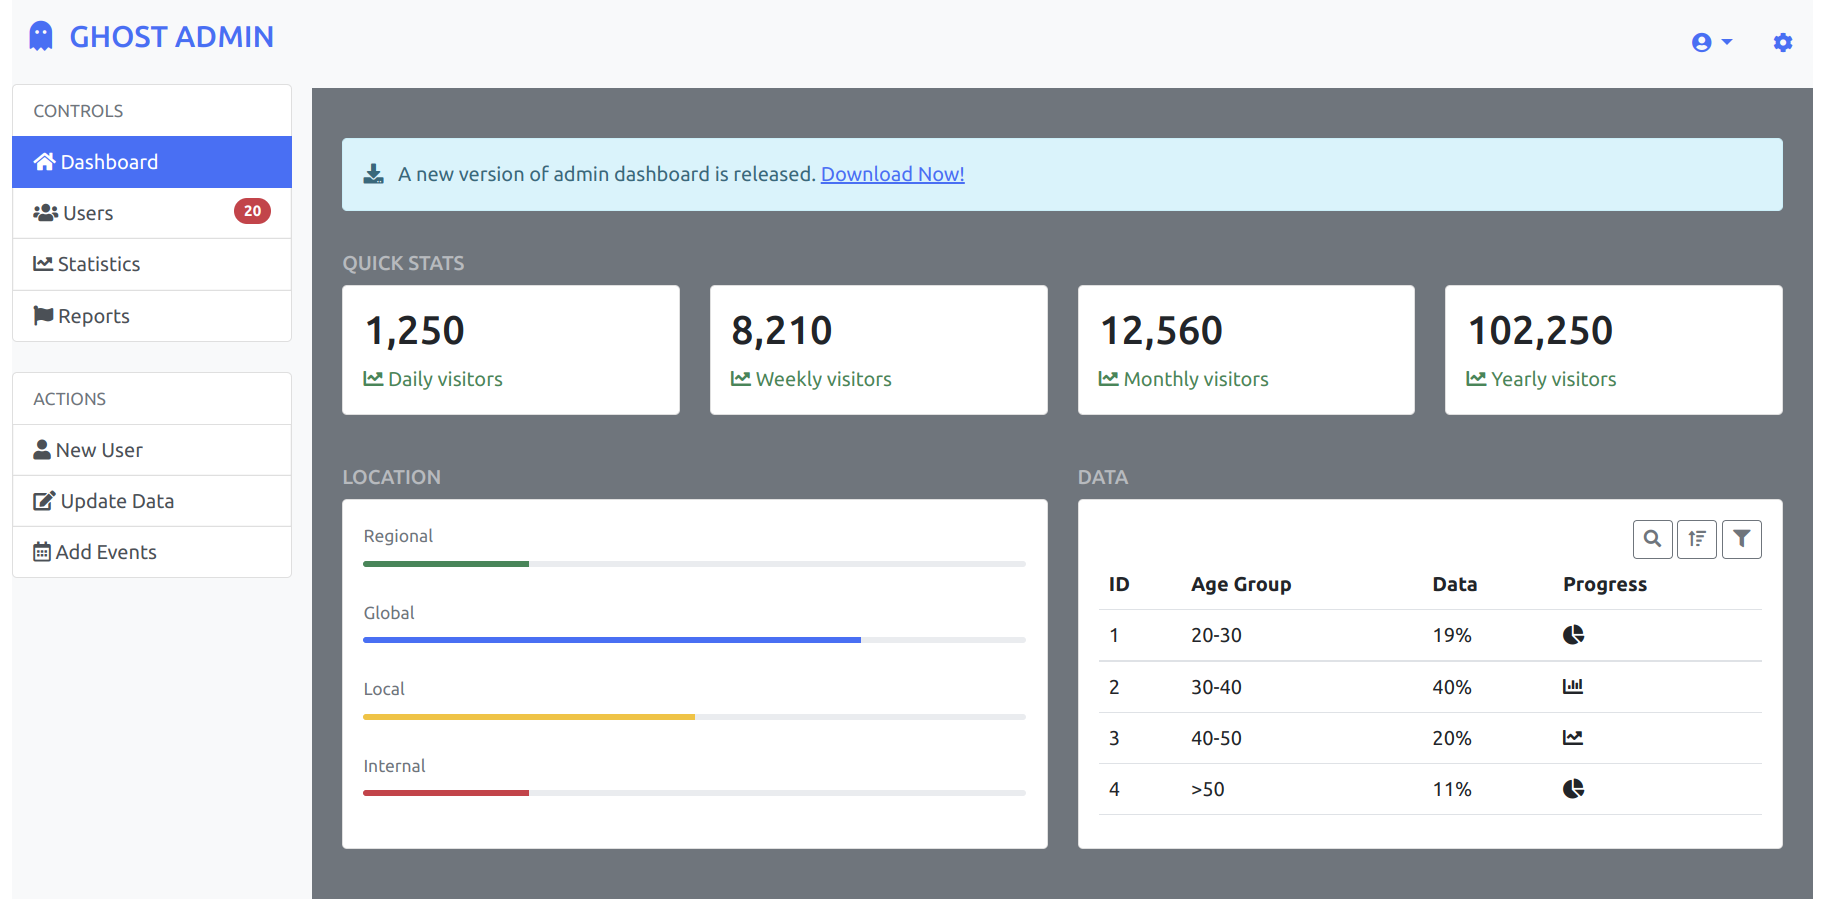 GHOST ADMIN
CONTROLS
Dashboard
Users 20
Statistics
Reports
ACTIONS
New User
Update Data
Add Events
A new version of admin dashboard is released. Download Now!
QUICK STATS
1,250
Daily visitors
8,210
Weekly visitors
12,560
Monthly visitors
102,250
Yearly visitors
LOCATION
Regional
Global
Local
Internal
DATA
ID Age Group Data Progress
1 20-30 19%
2 30-40 40%
3 40-50 20%
4 >50 11%